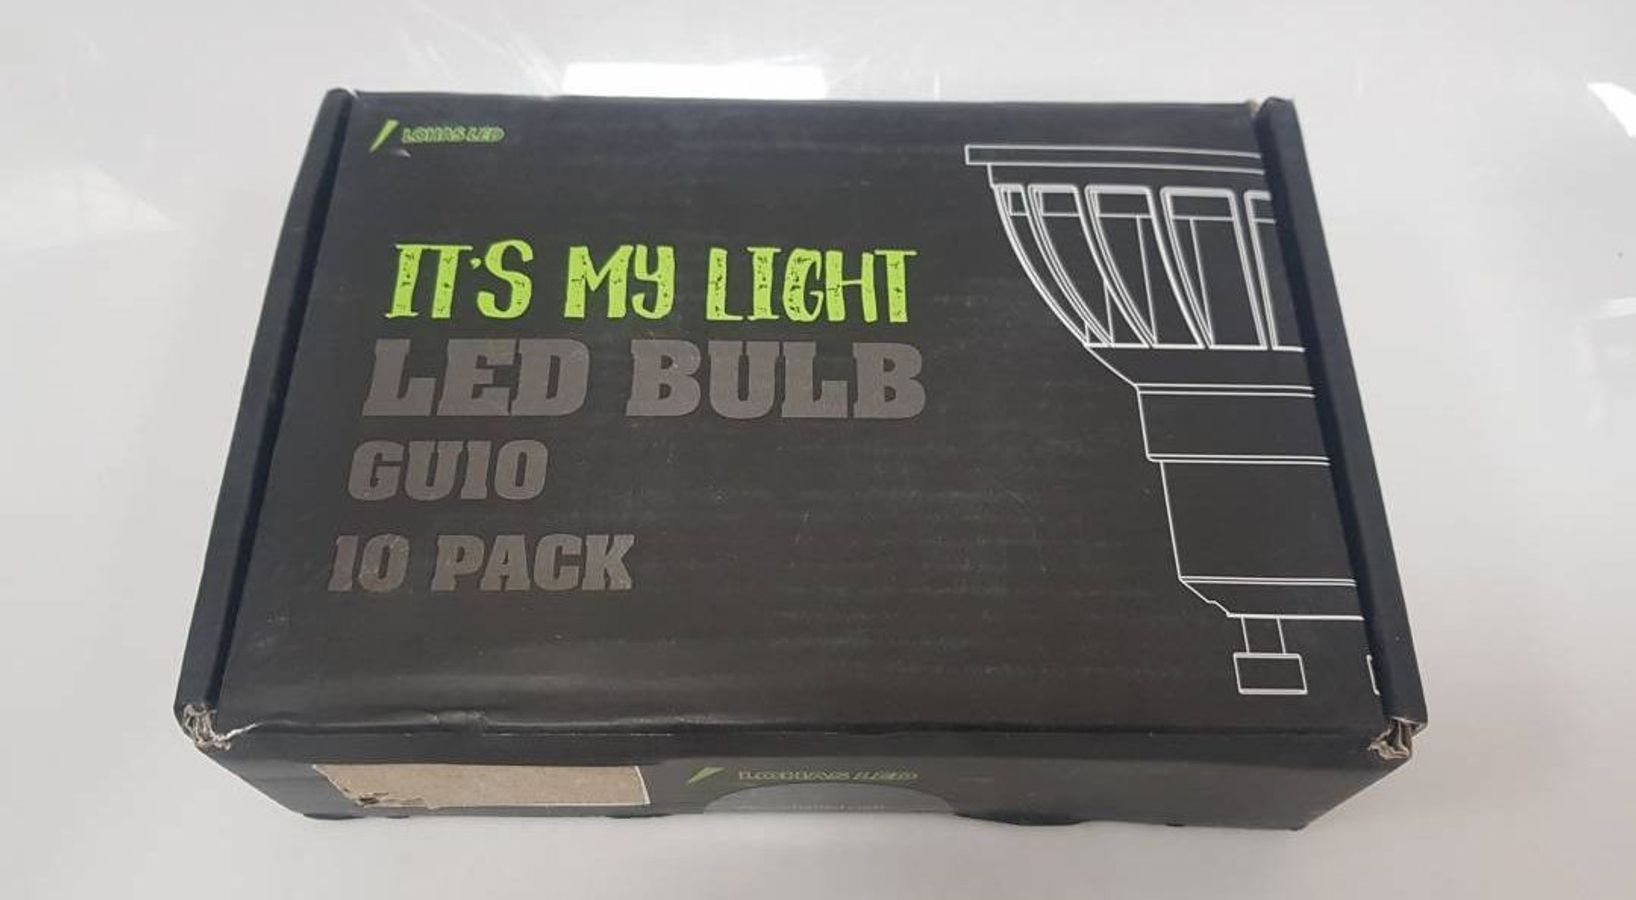 LOHAS LED
IT'S MY LIGHT
LED BULB
GU10
10 PACK
LOHAS LED